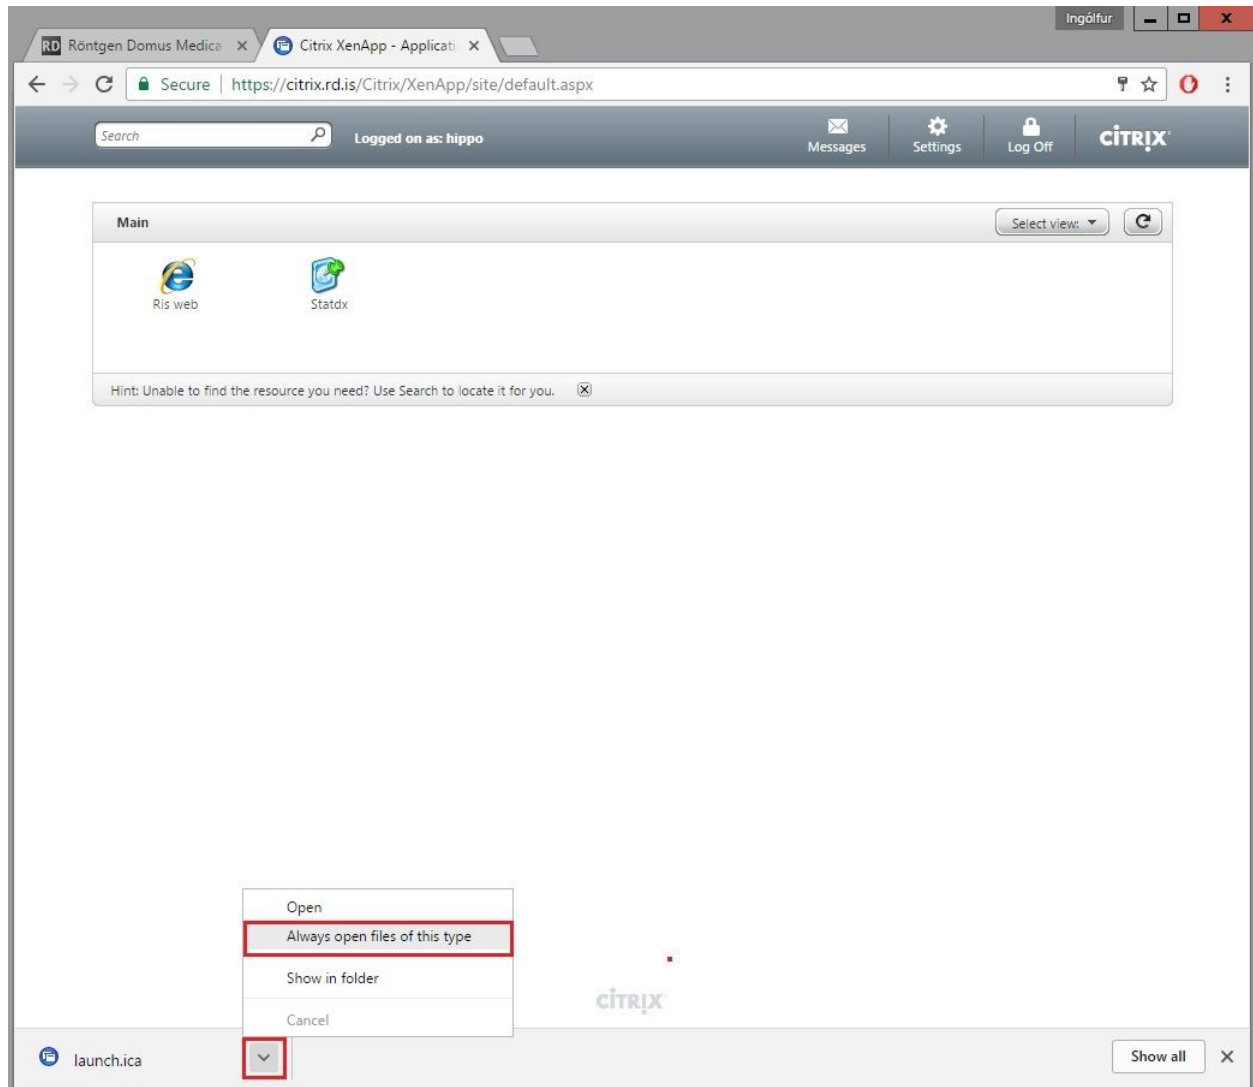 Ingólfur
RD Röntgen Domus Medica
Citrix XenApp - Applicati
Secure https://citrix.rd.is/Citrix/XenApp/site/default.aspx
Search
Logged on as: hippo
Messages
Settings
Log Off
CITRIX
Main
Select view:
Ris web
Statdx
Hint: Unable to find the resource you need? Use Search to locate it for you.
Open
Always open files of this type
Show in folder
Cancel
CITRIX
launch.ica
Show all